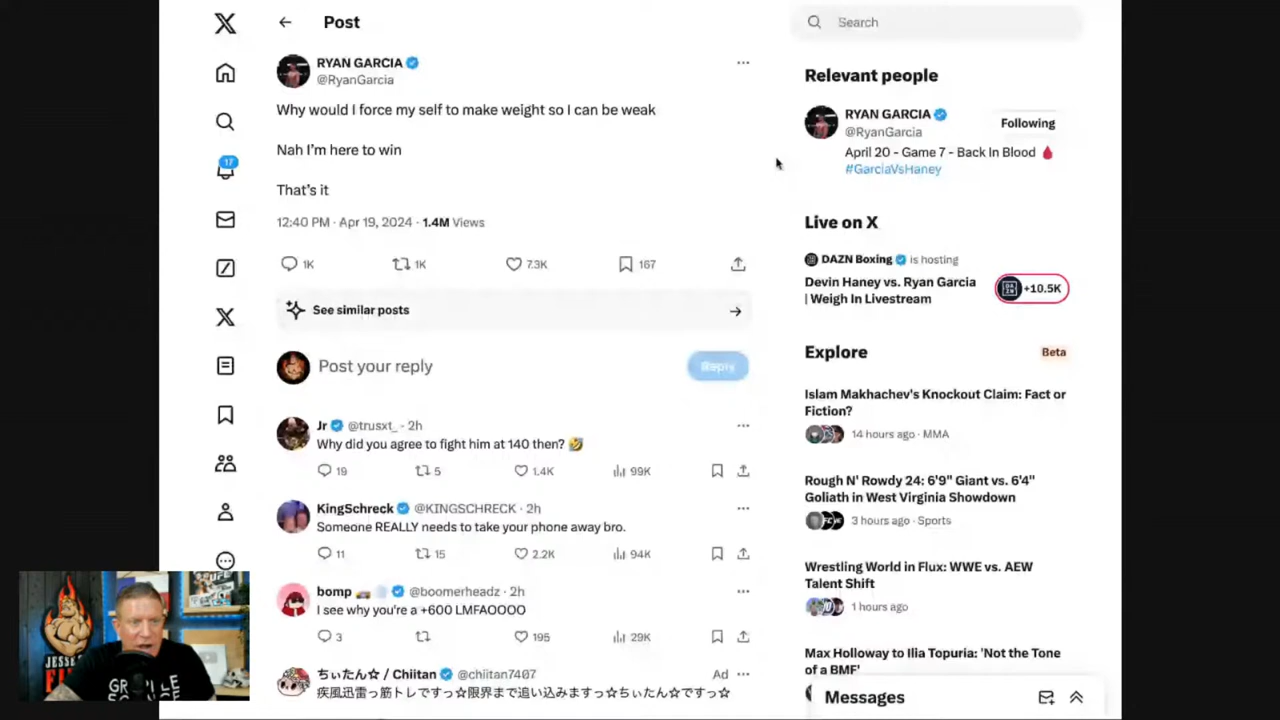 Post
RYAN GARCIA
@RyanGarcia
Why would I force my self to make weight so I can be weak
Nah I'm here to win
That's it
12:40 PM · Apr 19, 2024 · 1.4M Views
1K 1K 7.3K 167
See similar posts
Post your reply
Reply
Jr @trusxt_ · 2h
Why did you agree to fight him at 140 then? 🤣
19 5 1.4K 99K
KingSchreck @KINGSCHRECK · 2h
Someone REALLY needs to take your phone away bro.
11 15 2.2K 94K
bomp @boomerheadz · 2h
I see why you're a +600 LMFAOOOO
3 195 29K
ちぃたん☆ / Chiitan @chiitan7407 Ad
疾風迅雷っ筋トレですっ☆限界まで追い込みますっ☆ちぃたん☆ですっ☆
17
Search
Relevant people
RYAN GARCIA
@RyanGarcia
Following
April 20 - Game 7 - Back In Blood 🩸
#GarciaVsHaney
Live on X
DAZN Boxing is hosting
Devin Haney vs. Ryan Garcia
| Weigh In Livestream
+10.5K
Explore
Beta
Islam Makhachev's Knockout Claim: Fact or
Fiction?
14 hours ago · MMA
Rough N' Rowdy 24: 6'9" Giant vs. 6'4"
Goliath in West Virginia Showdown
3 hours ago · Sports
Wrestling World in Flux: WWE vs. AEW
Talent Shift
1 hours ago
Max Holloway to Ilia Topuria: 'Not the Tone
of a BMF'
Messages